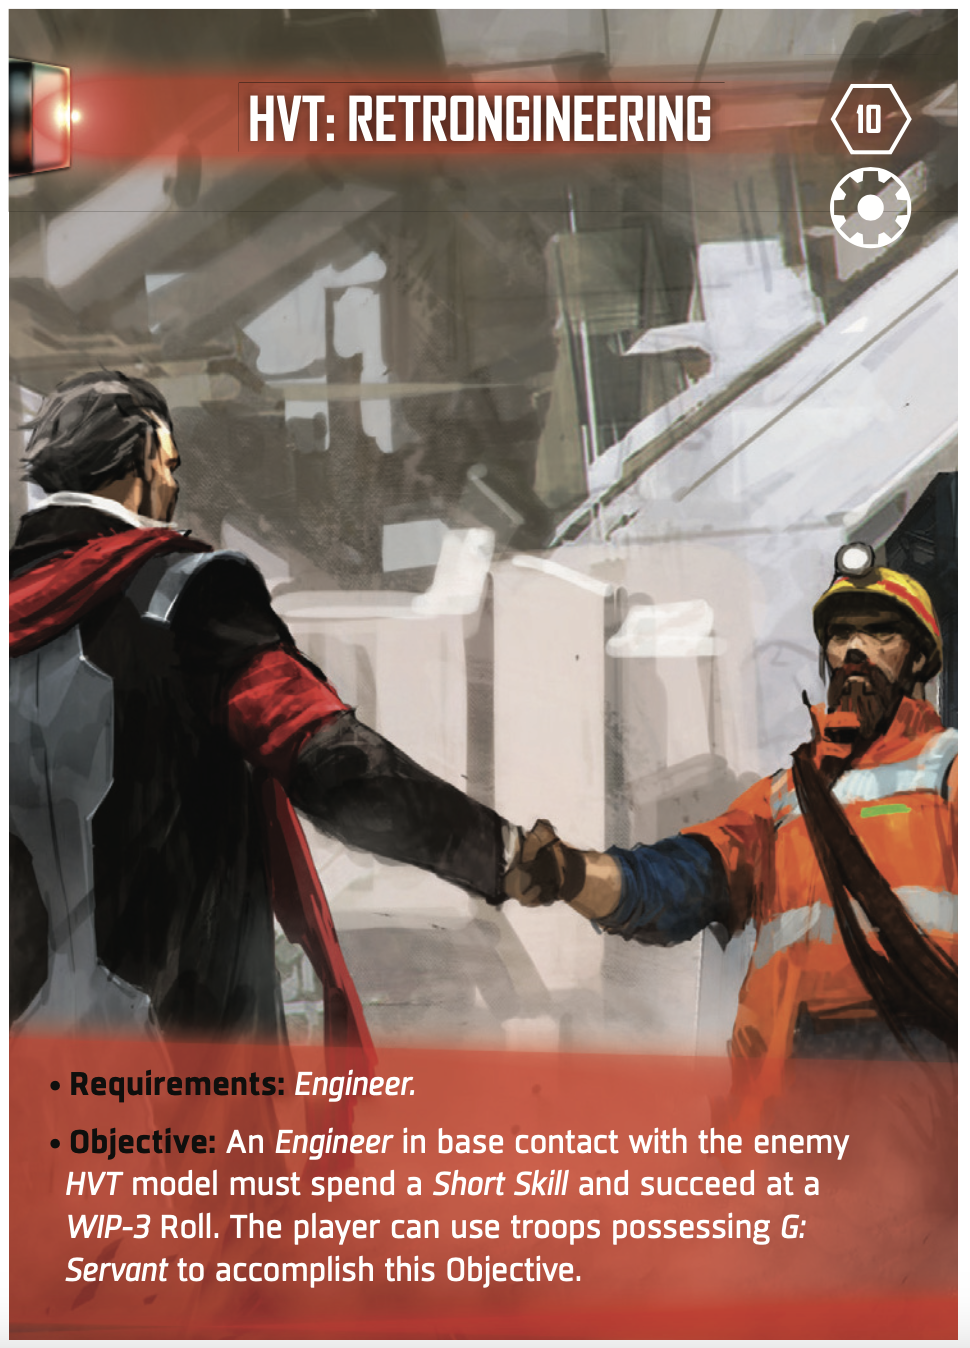 HVT: RETRONGINEERING
10
• Requirements: Engineer.
• Objective: An Engineer in base contact with the enemy
HVT model must spend a Short Skill and succeed at a
WIP-3 Roll. The player can use troops possessing G:
Servant to accomplish this Objective.